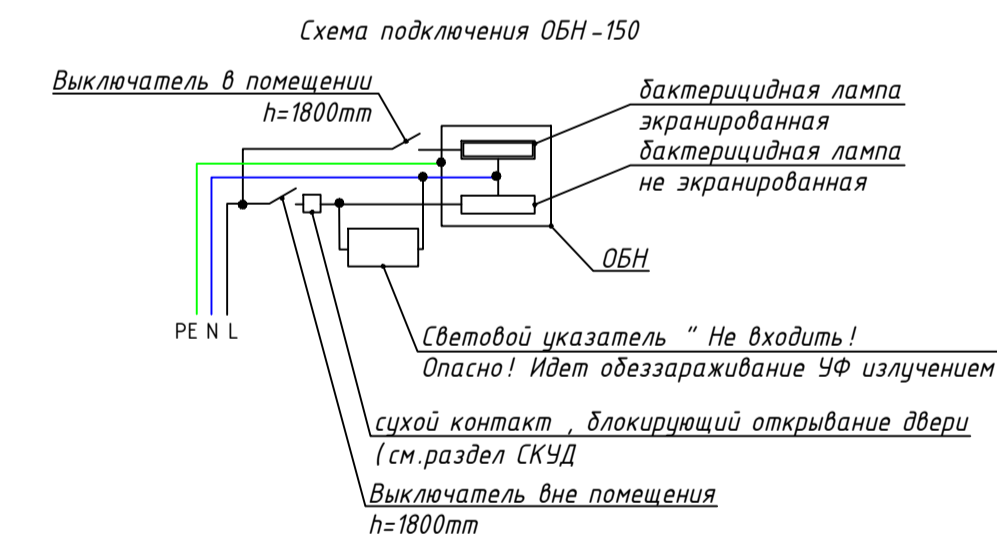 Схема подключения ОБН-150
Выключатель в помещении
h=1800mm
бактерицидная лампа
экранированная
бактерицидная лампа
не экранированная
ОБН
PE N L
Световой указатель " Не входить!
Опасно! Идет обеззараживание УФ излучением
сухой контакт , блокирующий открывание двери
(см.раздел СКУД
Выключатель вне помещения
h=1800mm